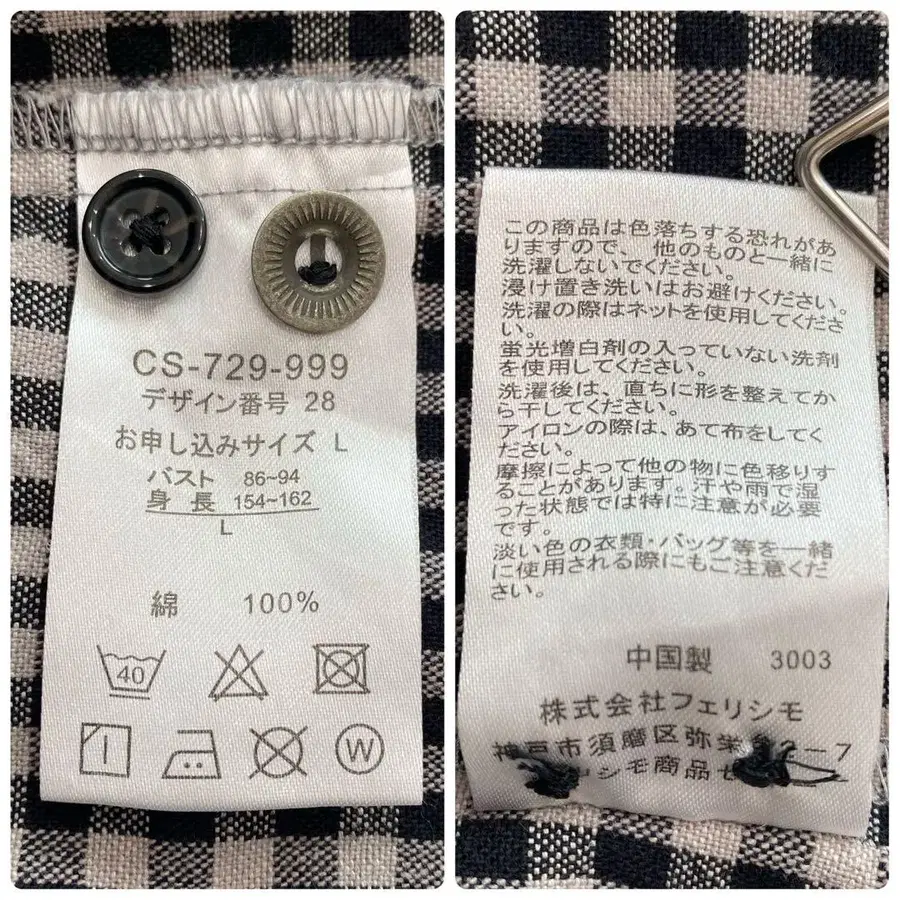 CS-729-999
デザイン番号 28
お申し込みサイズ L
バスト 86~94
身長 154~162
L
綿 100%
40
W
この商品は色落ちする恐れがあ
りますので、他のものと一緒に
洗濯しないでください。
浸け置き洗いはお避けください。
洗濯の際はネットを使用してくださ
い。
蛍光増白剤の入っていない洗剤
を使用してください。
洗濯後は、直ちに形を整えてか
ら干してください。
アイロンの際は、あて布をしてく
ださい。
摩擦によって他の物に色移りす
ることがあります。汗や雨で湿
った状態では特に注意が必要
です。
淡い色の衣類・バッグ等を一緒
に使用される際にもご注意くだ
さい。
中国製 3003
株式会社フェリシモ
神戸市須磨区弥栄 2-7
シモ商品セ